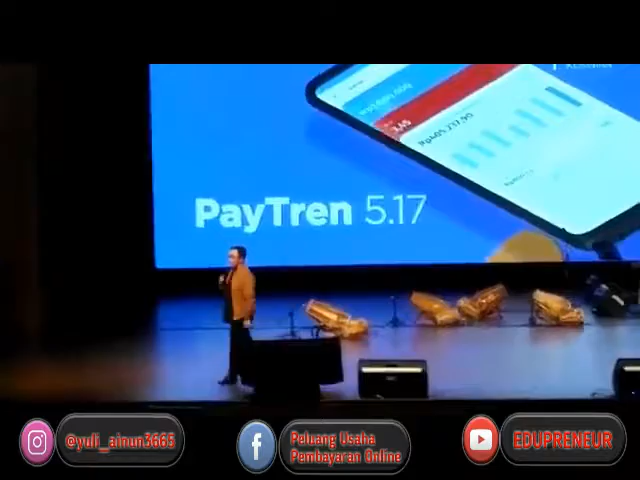 PayTren 5.17
@yuli_ainun3665
Peluang Usaha
Pembayaran Online
EDUPRENEUR